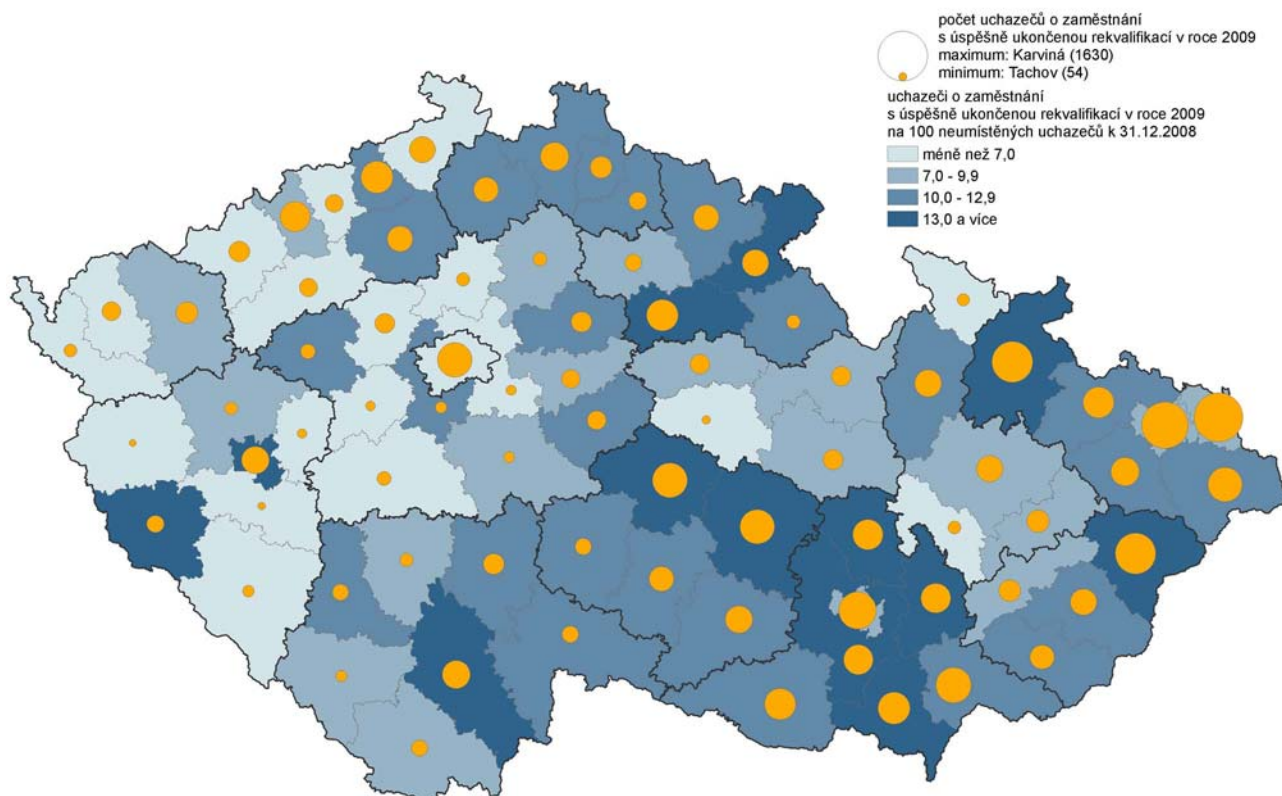 počet uchazečů o zaměstnání
s úspěšně ukončenou rekvalifikací v roce 2009
maximum: Karviná (1630)
minimum: Tachov (54)
uchazeči o zaměstnání
s úspěšně ukončenou rekvalifikací v roce 2009
na 100 neumístěných uchazečů k 31.12.2008
méně než 7,0
7,0 - 9,9
10,0 - 12,9
13,0 a více